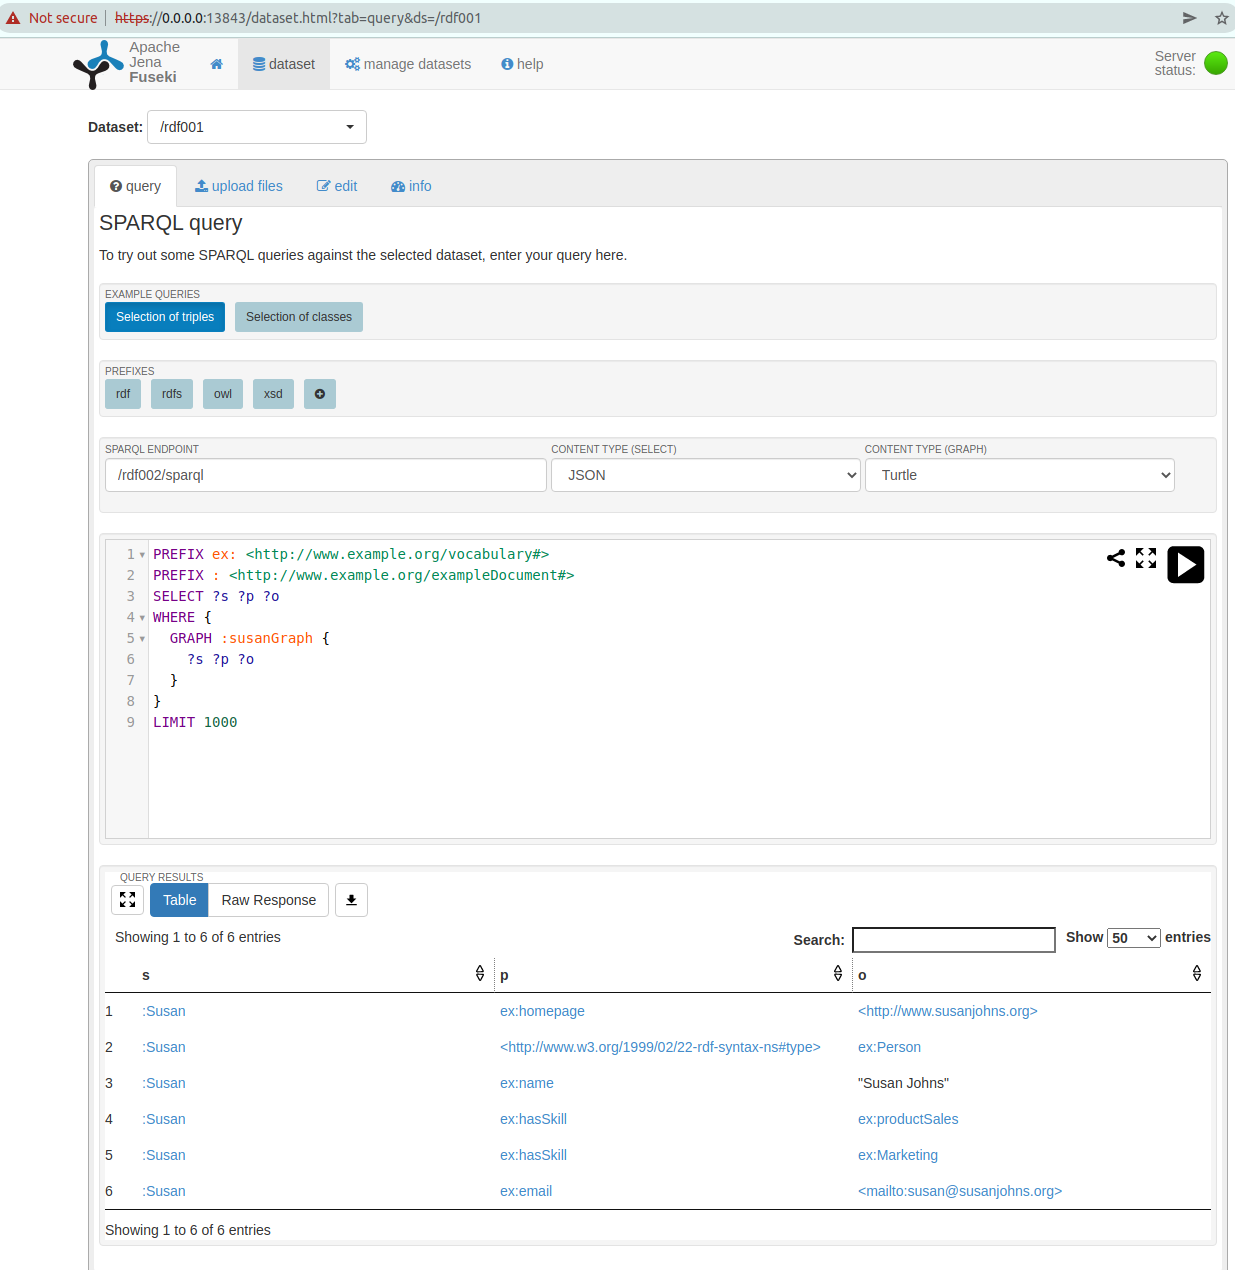 Not secure https://0.0.0.0:13843/dataset.html?tab=query&ds=/rdf001
Apache
Jena
Fuseki
dataset manage datasets help
Server
status:
Dataset: /rdf001
query upload files edit info
SPARQL query
To try out some SPARQL queries against the selected dataset, enter your query here.
EXAMPLE QUERIES
Selection of triples Selection of classes
PREFIXES
rdf rdfs owl xsd
SPARQL ENDPOINT CONTENT TYPE (SELECT) CONTENT TYPE (GRAPH)
/rdf002/sparql JSON Turtle
1 PREFIX ex: <http://www.example.org/vocabulary#>
2 PREFIX : <http://www.example.org/exampleDocument#>
3 SELECT ?s ?p ?o
4 WHERE {
5 GRAPH :susanGraph {
6 ?s ?p ?o
7 }
8 }
9 LIMIT 1000
QUERY RESULTS
Table Raw Response
Showing 1 to 6 of 6 entries Search: Show 50 entries
s p o
1 :Susan ex:homepage <http://www.susanjohns.org>
2 :Susan <http://www.w3.org/1999/02/22-rdf-syntax-ns#type> ex:Person
3 :Susan ex:name "Susan Johns"
4 :Susan ex:hasSkill ex:productSales
5 :Susan ex:hasSkill ex:Marketing
6 :Susan ex:email <mailto:susan@susanjohns.org>
Showing 1 to 6 of 6 entries